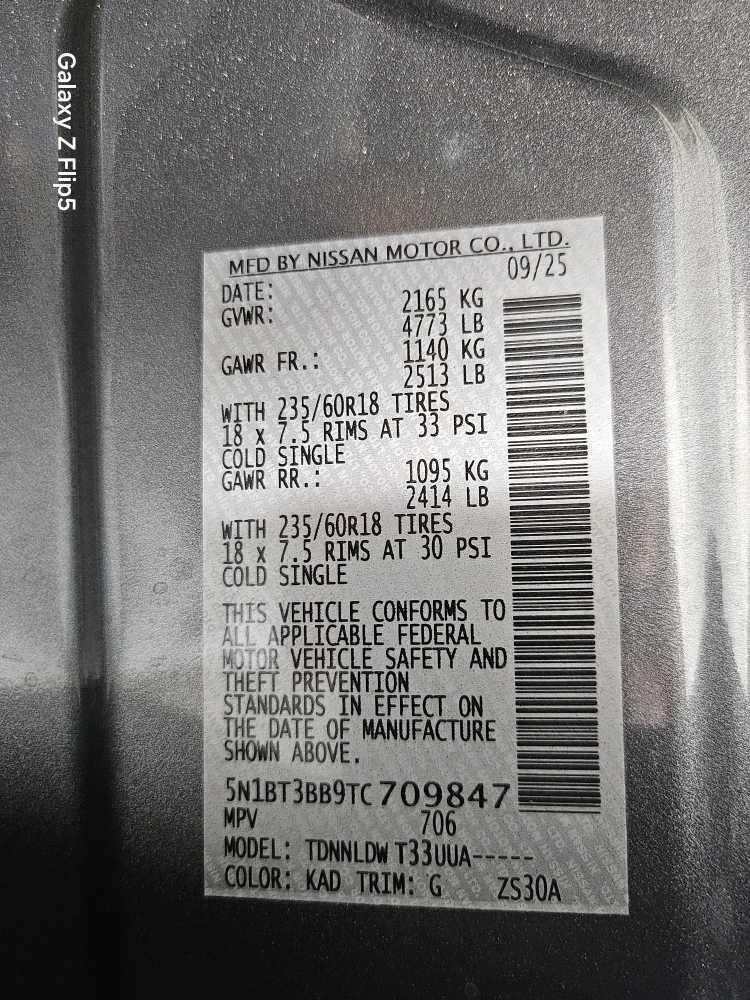 Galaxy Z Flip5
MFD BY NISSAN MOTOR CO., LTD.
DATE: 09/25
GVWR: 2165 KG
4773 LB
GAWR FR.: 1140 KG
2513 LB
WITH 235/60R18 TIRES
18 x 7.5 RIMS AT 33 PSI
COLD SINGLE
GAWR RR.: 1095 KG
2414 LB
WITH 235/60R18 TIRES
18 x 7.5 RIMS AT 30 PSI
COLD SINGLE
THIS VEHICLE CONFORMS TO
ALL APPLICABLE FEDERAL
MOTOR VEHICLE SAFETY AND
THEFT PREVENTION
STANDARDS IN EFFECT ON
THE DATE OF MANUFACTURE
SHOWN ABOVE.
5N1BT3BB9TC709847
MPV 706
MODEL: TDNNLDW T33UUA-----
COLOR: KAD TRIM: G ZS30A